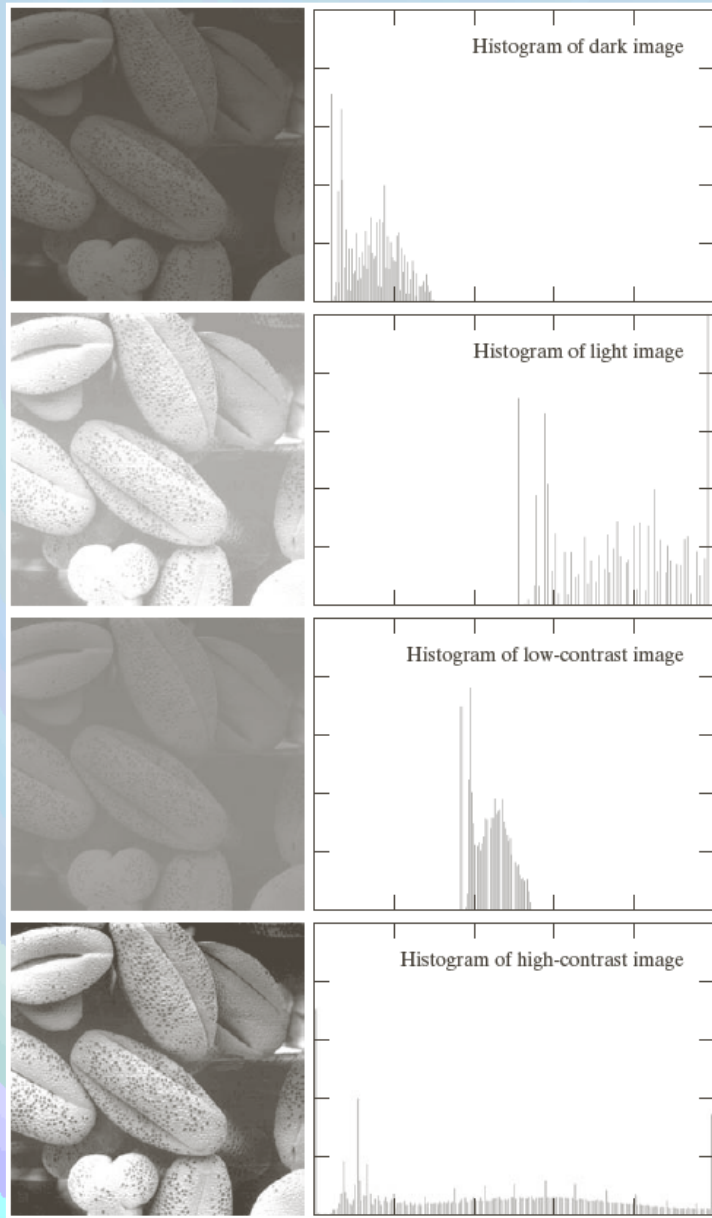 Histogram of dark image
Histogram of light image
Histogram of low-contrast image
Histogram of high-contrast image